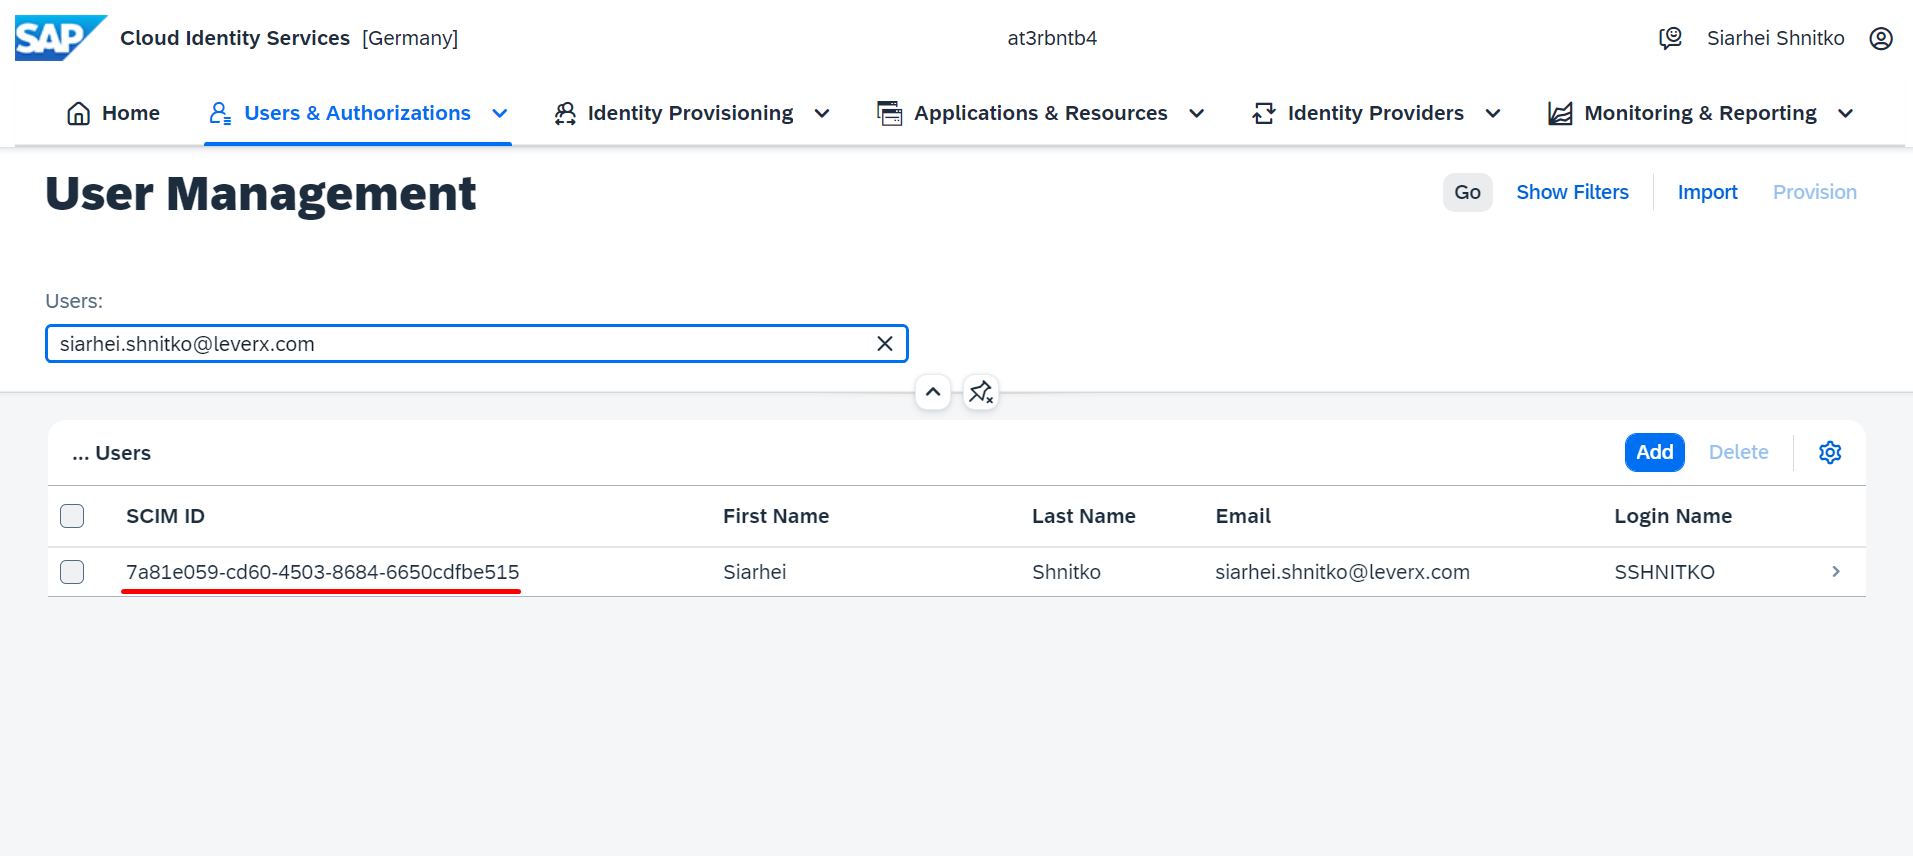 SAP Cloud Identity Services [Germany] at3rbntb4 Siarhei Shnitko
Home Users & Authorizations Identity Provisioning Applications & Resources Identity Providers Monitoring & Reporting
User Management Go Show Filters Import Provision
Users:
siarhei.shnitko@leverx.com
... Users Add Delete
SCIM ID First Name Last Name Email Login Name
7a81e059-cd60-4503-8684-6650cdfbe515 Siarhei Shnitko siarhei.shnitko@leverx.com SSHNITKO